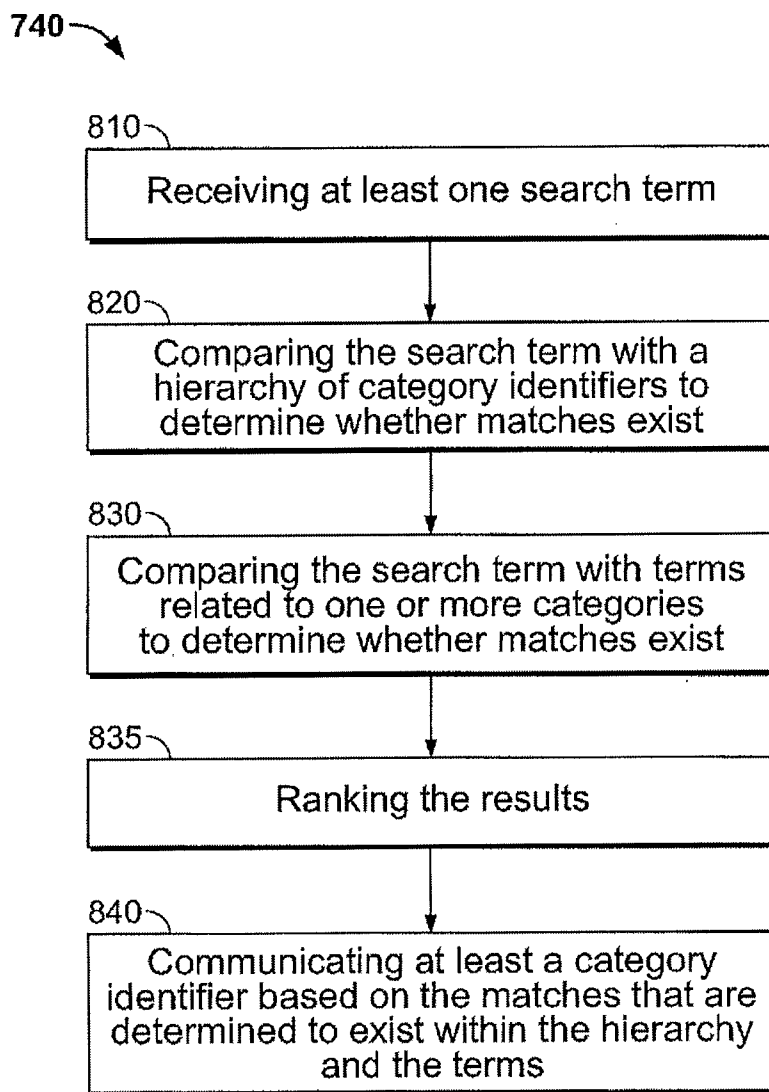 740
810
Receiving at least one search term
820
Comparing the search term with a
hierarchy of category identifiers to
determine whether matches exist
830
Comparing the search term with terms
related to one or more categories
to determine whether matches exist
835
Ranking the results
840
Communicating at least a category
identifier based on the matches that are
determined to exist within the hierarchy
and the terms